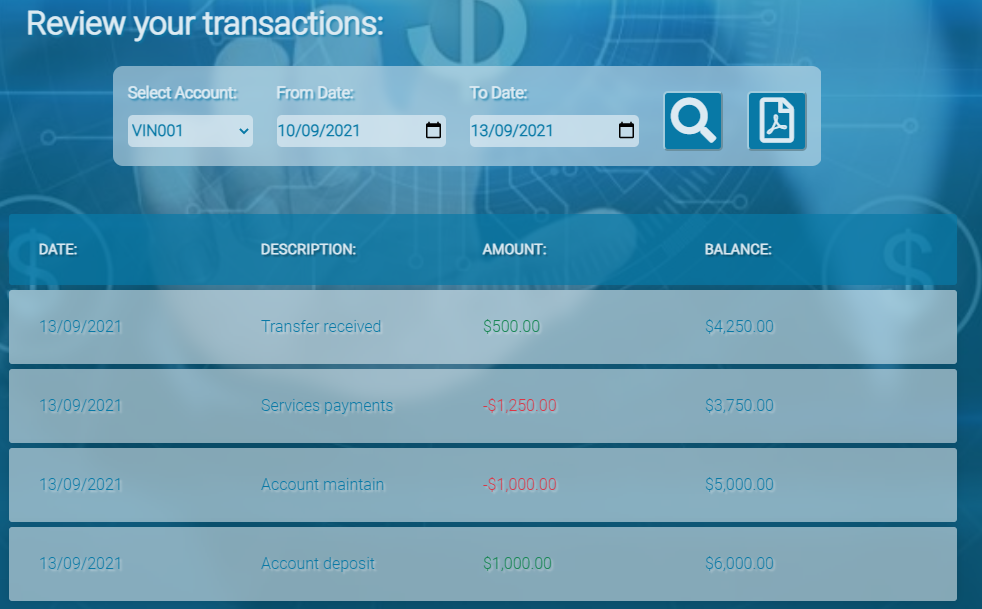 Review your transactions:
Select Account: From Date: To Date:
VIN001 10/09/2021 13/09/2021
DATE: DESCRIPTION: AMOUNT: BALANCE:
13/09/2021 Transfer received $500.00 $4,250.00
13/09/2021 Services payments -$1,250.00 $3,750.00
13/09/2021 Account maintain -$1,000.00 $5,000.00
13/09/2021 Account deposit $1,000.00 $6,000.00